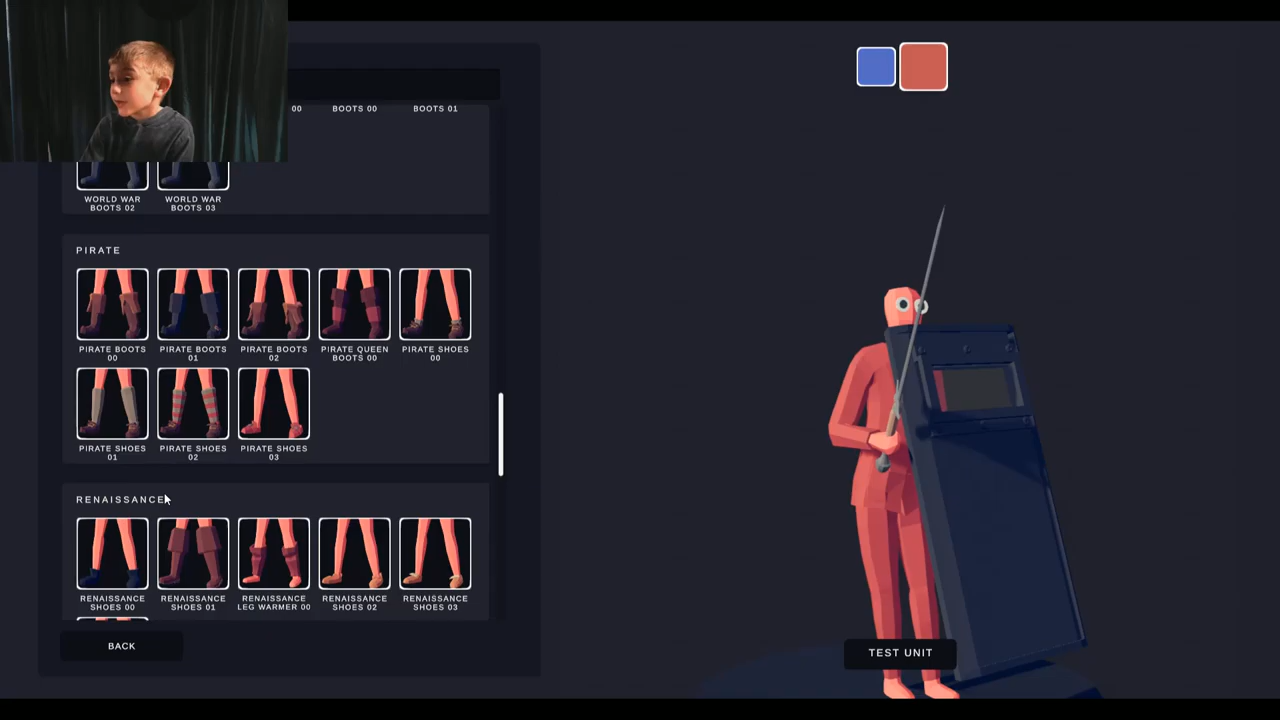 00
BOOTS 00
BOOTS 01
WORLD WAR
BOOTS 02
WORLD WAR
BOOTS 03
PIRATE
PIRATE BOOTS
00
PIRATE BOOTS
01
PIRATE BOOTS
02
PIRATE QUEEN
BOOTS 00
PIRATE SHOES
00
PIRATE SHOES
01
PIRATE SHOES
02
PIRATE SHOES
03
RENAISSANCE
RENAISSANCE
SHOES 00
RENAISSANCE
SHOES 01
RENAISSANCE
LEG WARMER 00
RENAISSANCE
SHOES 02
RENAISSANCE
SHOES 03
BACK
TEST UNIT